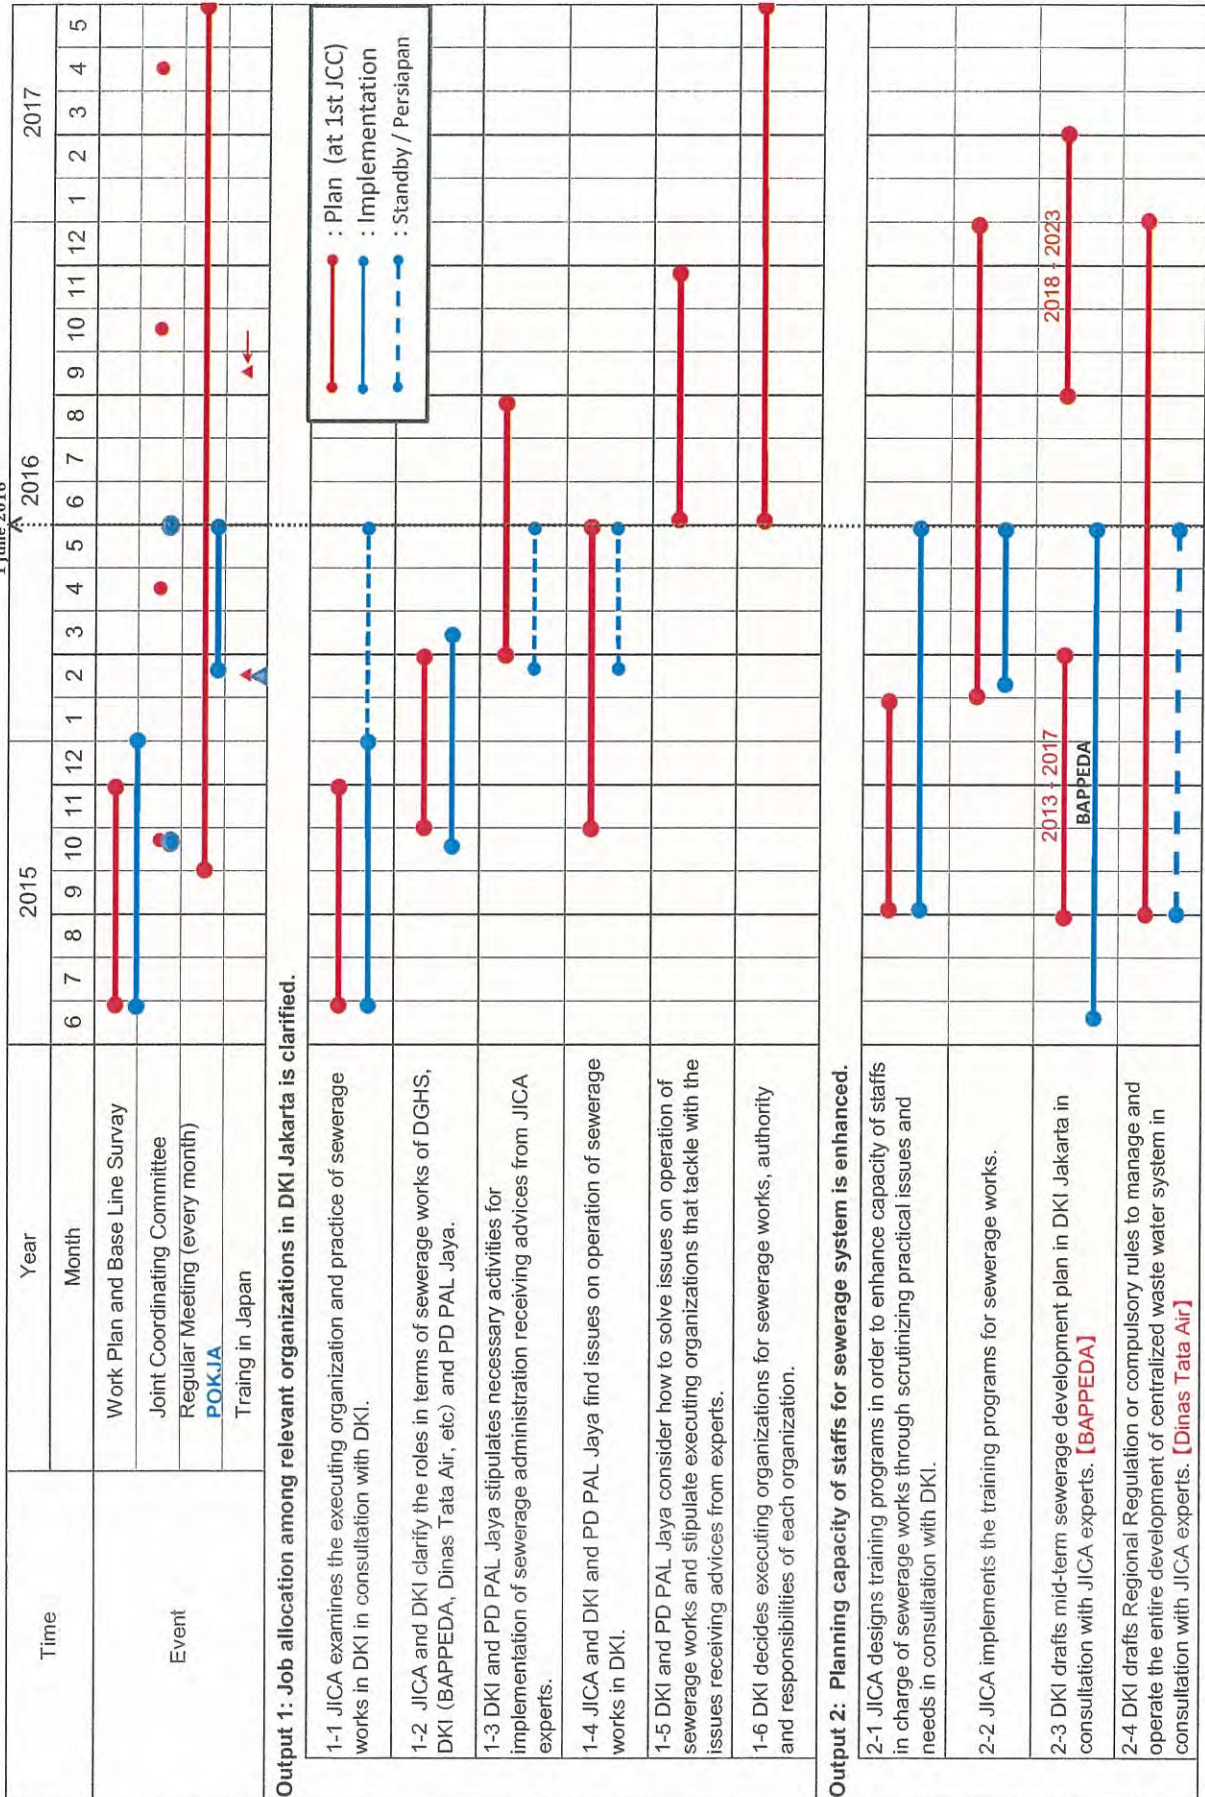 1 june 2016
Time
Year
2015
2016
2017
Month
6
7
8
9
10
11
12
1
2
3
4
5
6
7
8
9
10
11
12
1
2
3
4
5
Event
Work Plan and Base Line Survay
Joint Coordinating Committee
Regular Meeting (every month)
POKJA
Traing in Japan
Output 1: Job allocation among relevant organizations in DKI Jakarta is clarified.
: Plan (at 1st JCC)
: Implementation
: Standby / Persiapan
1-1 JICA examines the executing organization and practice of sewerage
works in DKI in consultation with DKI.
1-2 JICA and DKI clarify the roles in terms of sewerage works of DGHS,
DKI (BAPPEDA, Dinas Tata Air, etc) and PD PAL Jaya.
1-3 DKI and PD PAL Jaya stipulates necessary activities for
implementation of sewerage administration receiving advices from JICA
experts.
1-4 JICA and DKI and PD PAL Jaya find issues on operation of sewerage
works in DKI.
1-5 DKI and PD PAL Jaya consider how to solve issues on operation of
sewerage works and stipulate executing organizations that tackle with the
issues receiving advices from experts.
1-6 DKI decides executing organizations for sewerage works, authority
and responsibilities of each organization.
Output 2: Planning capacity of staffs for sewerage system is enhanced.
2-1 JICA designs training programs in order to enhance capacity of staffs
in charge of sewerage works through scrutinizing practical issues and
needs in consultation with DKI.
2-2 JICA implements the training programs for sewerage works.
2-3 DKI drafts mid-term sewerage development plan in DKI Jakarta in
consultation with JICA experts.【BAPPEDA】
2013 - 2017
BAPPEDA
2018 - 2023
2-4 DKI drafts Regional Regulation or compulsory rules to manage and
operate the entire development of centralized waste water system in
consultation with JICA experts.【Dinas Tata Air】